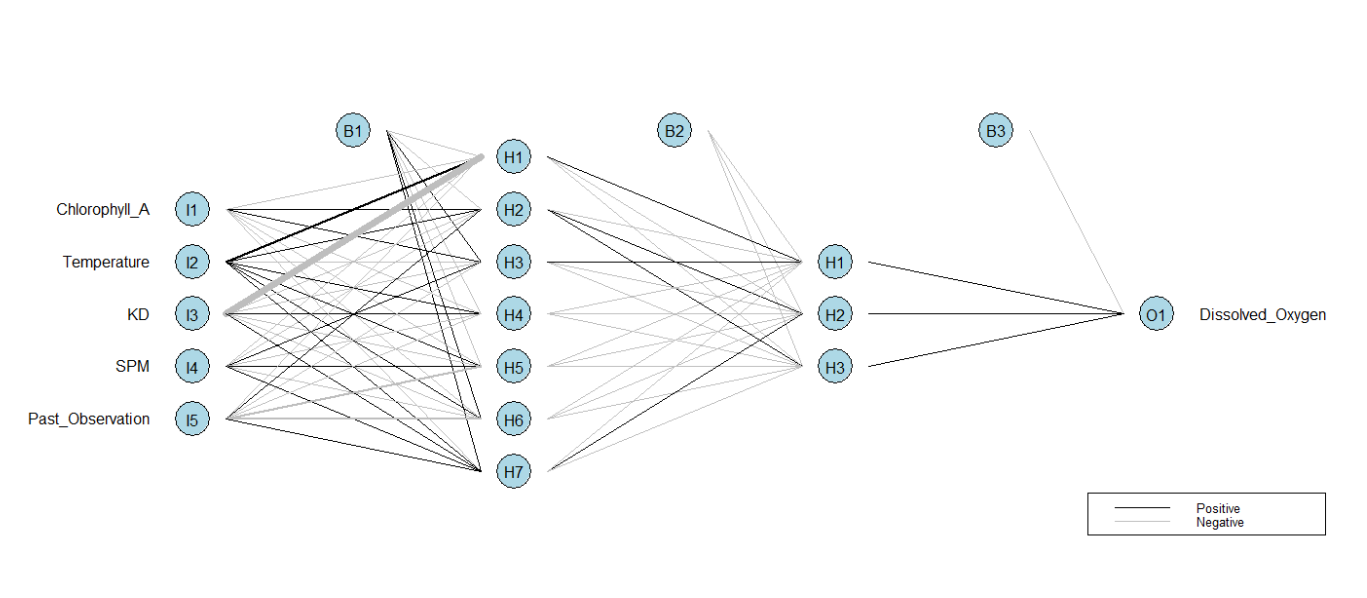 B1
B2
B3
H1
Chlorophyll_A
I1
H2
Temperature
I2
H3
H1
KD
I3
H4
H2
O1
Dissolved_Oxygen
SPM
I4
H5
H3
Past_Observation
I5
H6
H7
Positive
Negative